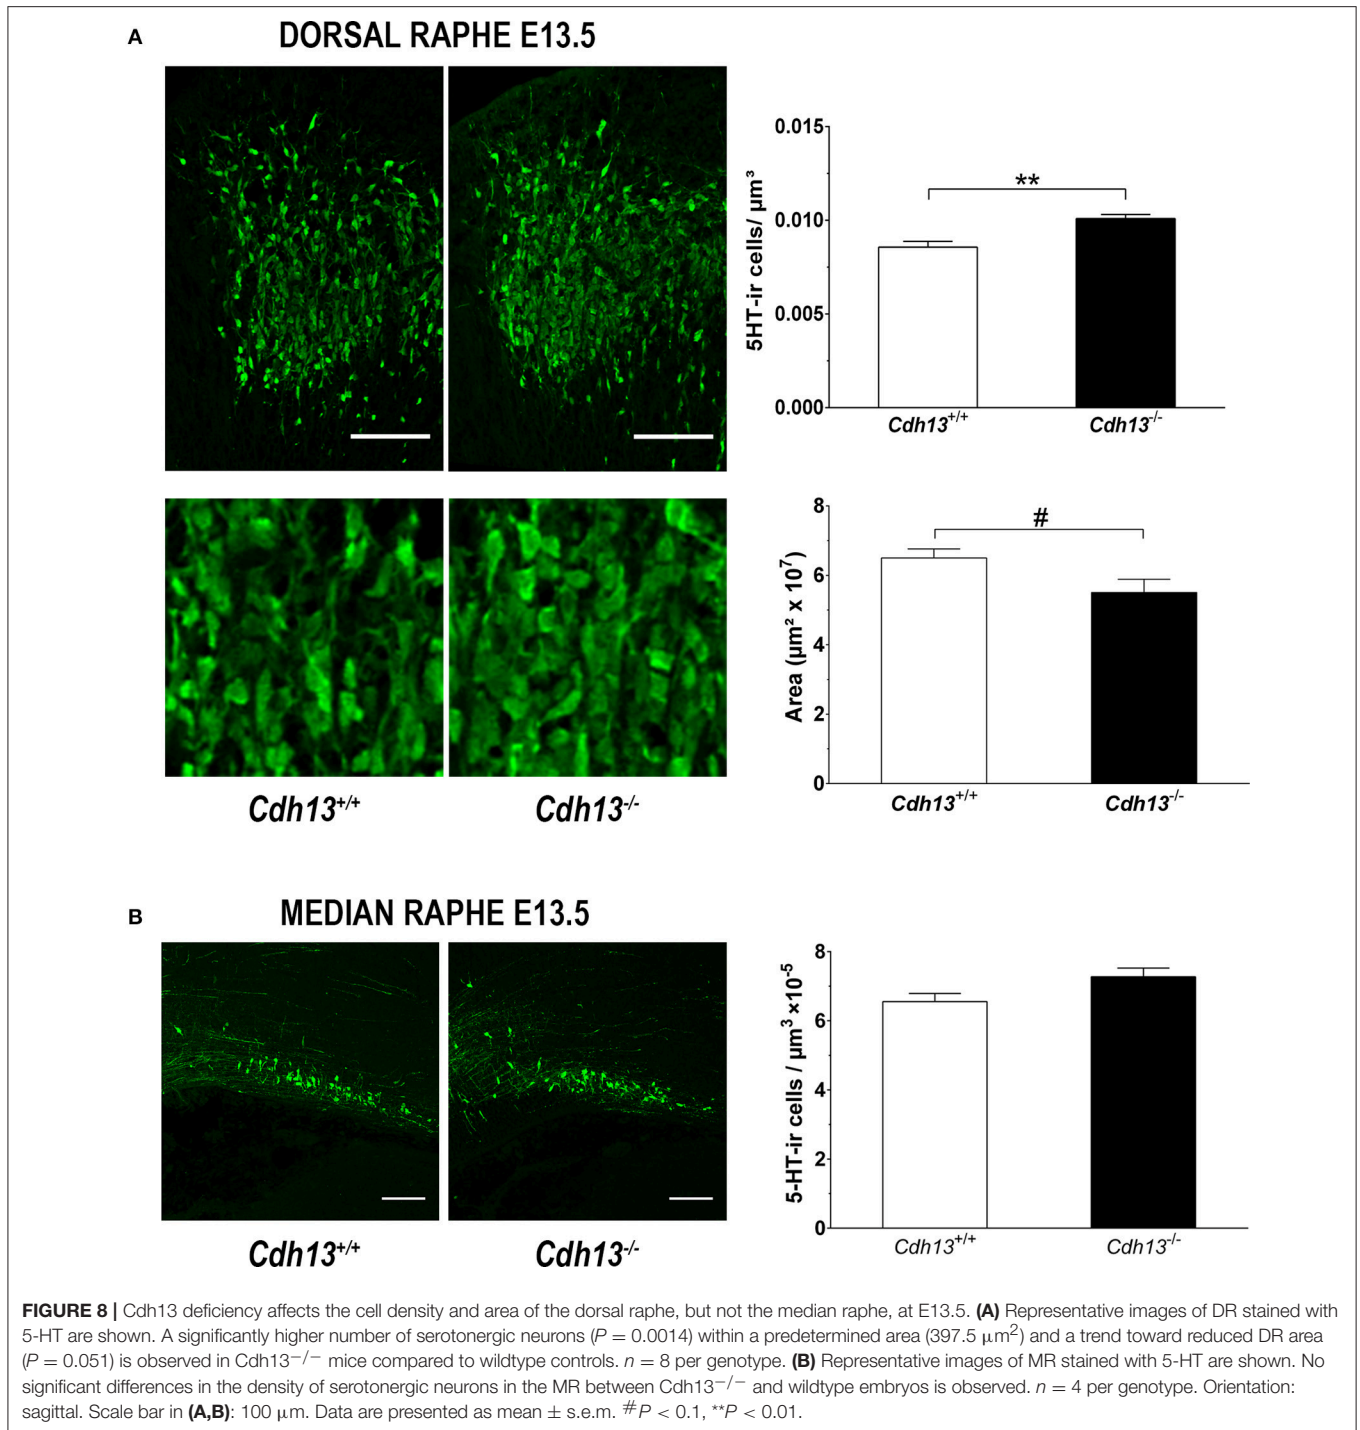 A
DORSAL RAPHE E13.5
5HT-ir cells/ µm³
0.015
0.010
0.005
0.000
**
Cdh13+/+
Cdh13-/-
Area (µm² x 10⁷)
8
6
4
2
0
#
Cdh13+/+
Cdh13-/-
Cdh13+/+
Cdh13-/-
B
MEDIAN RAPHE E13.5
5-HT-ir cells / µm³ ×10⁻⁵
8
6
4
2
0
Cdh13+/+
Cdh13-/-
Cdh13+/+
Cdh13-/-
FIGURE 8 | Cdh13 deficiency affects the cell density and area of the dorsal raphe, but not the median raphe, at E13.5. (A) Representative images of DR stained with
5-HT are shown. A significantly higher number of serotonergic neurons (P = 0.0014) within a predetermined area (397.5 µm²) and a trend toward reduced DR area
(P = 0.051) is observed in Cdh13−/− mice compared to wildtype controls. n = 8 per genotype. (B) Representative images of MR stained with 5-HT are shown. No
significant differences in the density of serotonergic neurons in the MR between Cdh13−/− and wildtype embryos is observed. n = 4 per genotype. Orientation:
sagittal. Scale bar in (A,B): 100 µm. Data are presented as mean ± s.e.m. #P < 0.1, **P < 0.01.